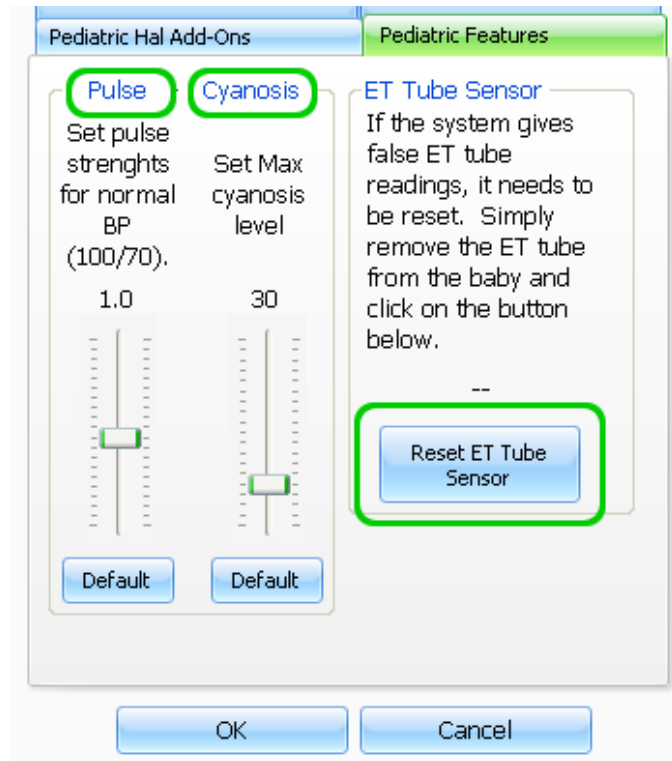 Pediatric Hal Add-Ons
Pediatric Features
Pulse
Set pulse
strenghts
for normal
BP
(100/70).
1.0
Default
Cyanosis
Set Max
cyanosis
level
30
Default
ET Tube Sensor
If the system gives
false ET tube
readings, it needs to
be reset. Simply
remove the ET tube
from the baby and
click on the button
below.
--
Reset ET Tube
Sensor
OK
Cancel